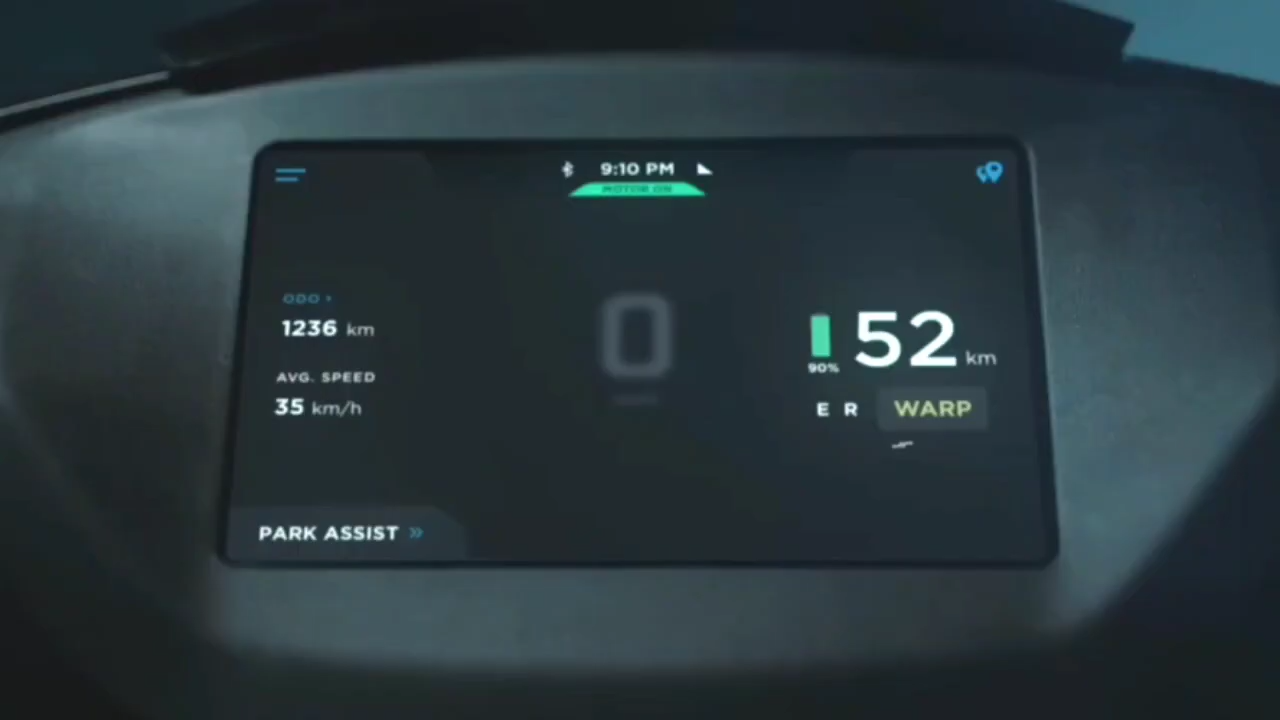 9:10 PM
MOTOR ON
ODO
1236 km
AVG. SPEED
35 km/h
0
90%
52 km
E R WARP
PARK ASSIST »